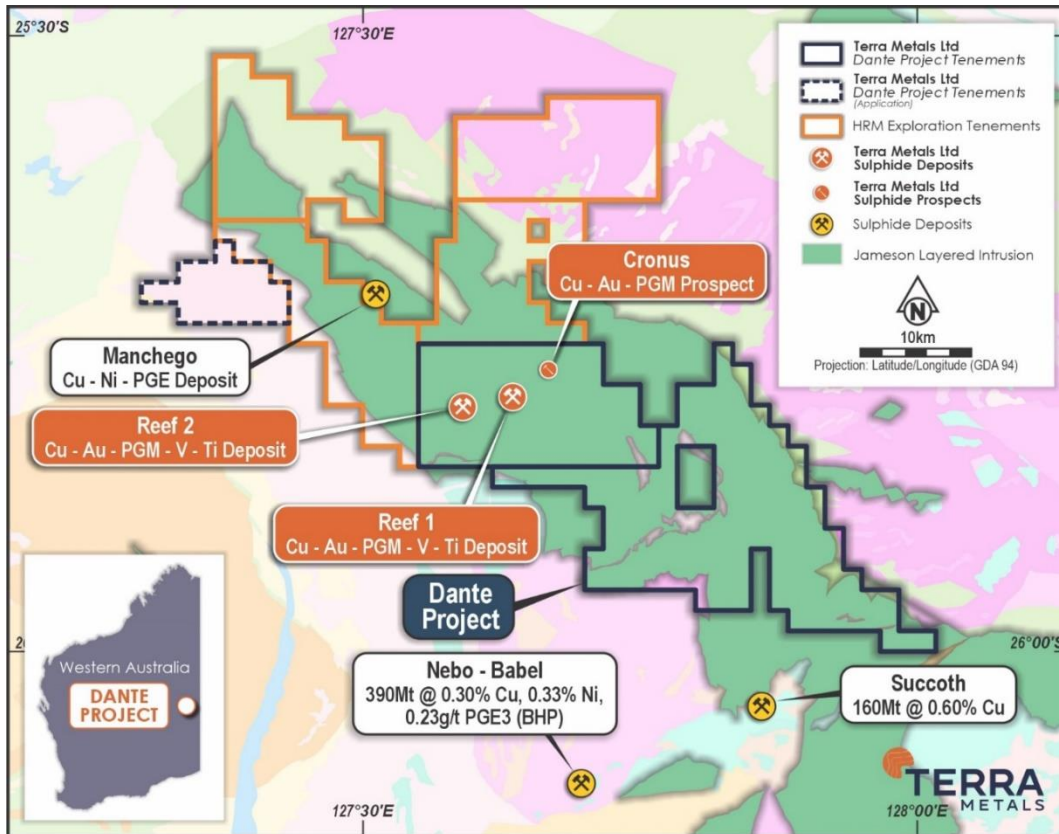 25°30'S
127°30'E
Terra Metals Ltd
Dante Project Tenements
Terra Metals Ltd
Dante Project Tenements
(Application)
HRM Exploration Tenements
Terra Metals Ltd
Sulphide Deposits
Terra Metals Ltd
Sulphide Prospects
Sulphide Deposits
Jameson Layered Intrusion
N
10km
Projection: Latitude/Longitude (GDA 94)
Cronus
Cu - Au - PGM Prospect
Manchego
Cu - Ni - PGE Deposit
Reef 2
Cu - Au - PGM - V - Ti Deposit
Reef 1
Cu - Au - PGM - V - Ti Deposit
Dante
Project
26°00'S
Western Australia
DANTE
PROJECT
Nebo - Babel
390Mt @ 0.30% Cu, 0.33% Ni,
0.23g/t PGE3 (BHP)
Succoth
160Mt @ 0.60% Cu
TERRA
METALS
127°30'E
128°00'E